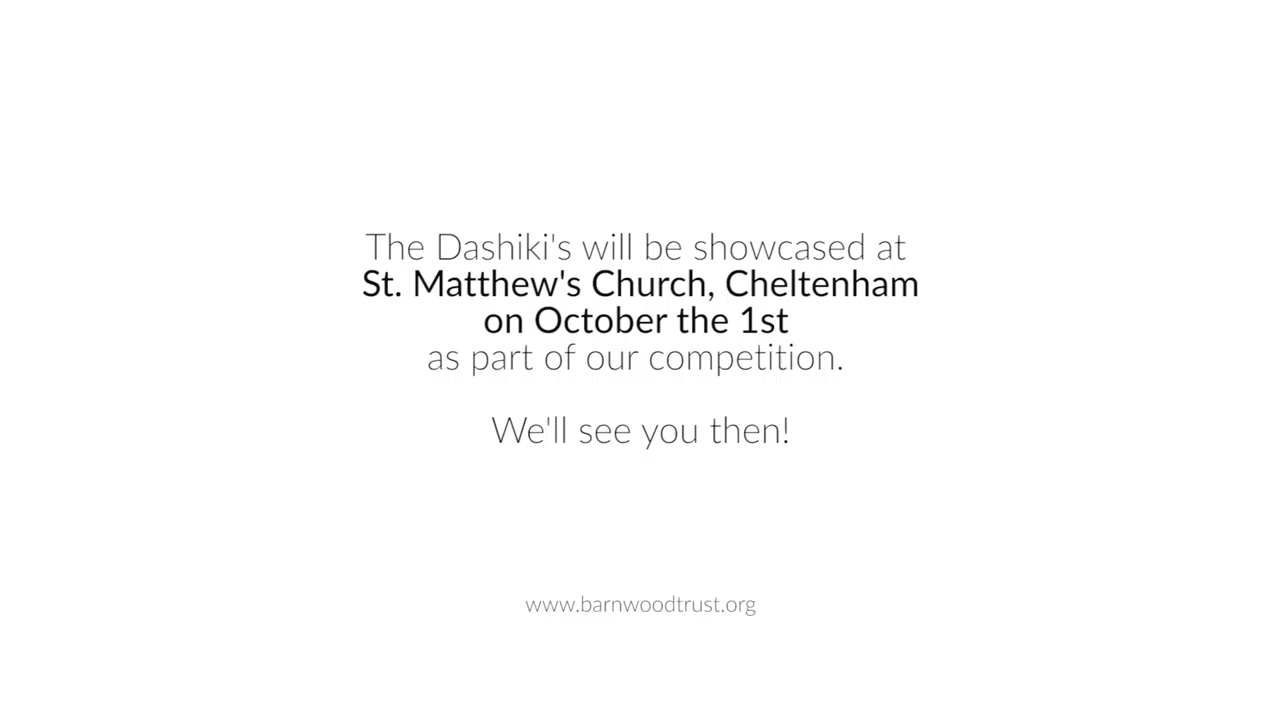 The Dashiki's will be showcased at
St. Matthew's Church, Cheltenham
on October the 1st
as part of our competition.
We'll see you then!
www.barnwoodtrust.org